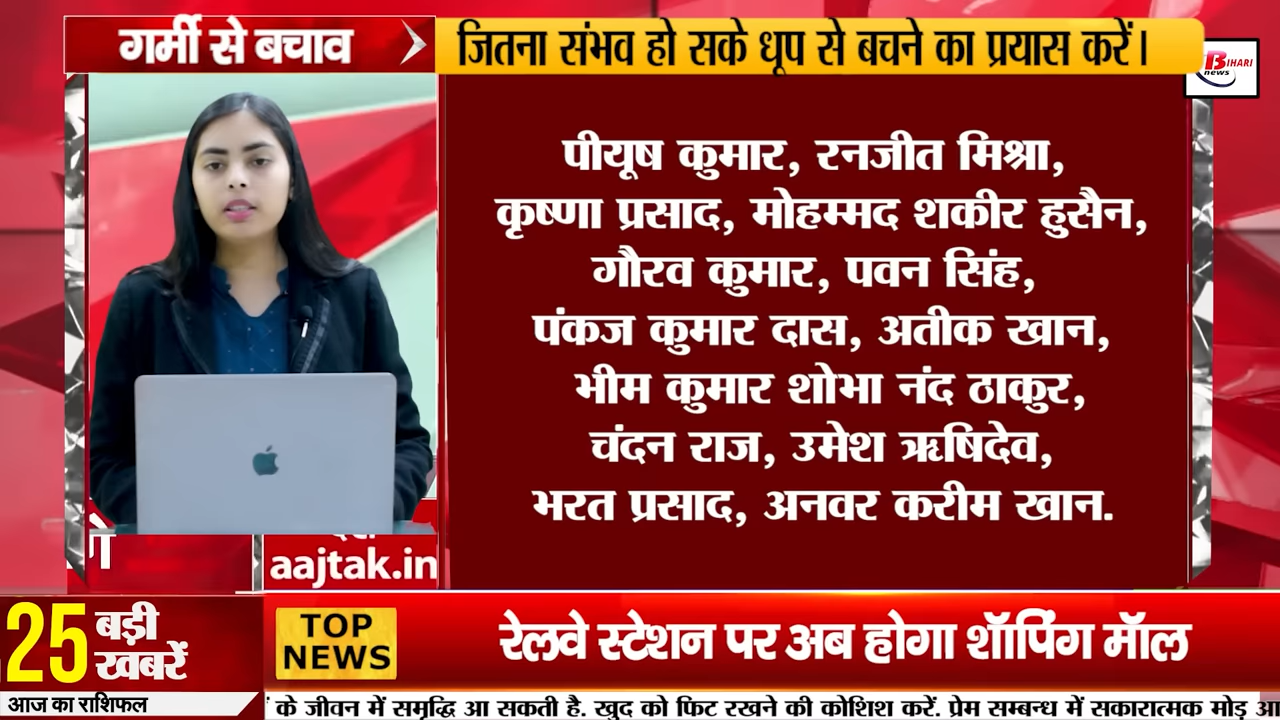 गर्मी से बचाव
जितना संभव हो सके धूप से बचने का प्रयास करें।
BIHARI
news
पीयूष कुमार, रनजीत मिश्रा,
कृष्णा प्रसाद, मोहम्मद शकीर हुसैन,
गौरव कुमार, पवन सिंह,
पंकज कुमार दास, अतीक खान,
भीम कुमार शोभा नंद ठाकुर,
चंदन राज, उमेश ऋषिदेव,
भरत प्रसाद, अनवर करीम खान.
aajtak.in
25 बड़ी
खबरें
TOP
NEWS
रेलवे स्टेशन पर अब होगा शॉपिंग मॉल
आज का राशिफल
के जीवन में समृद्धि आ सकती है. खुद को फिट रखने की कोशिश करें. प्रेम सम्बन्ध में सकारात्मक मोड़ आ